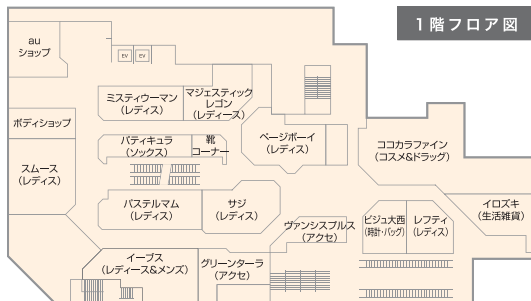 1階フロア図
au
ショップ
EV
EV
ミスティウーマン
(レディス)
マジェスティック
レゴン
(レディース)
ボディショップ
パティキュラ
(ソックス)
靴
コーナー
ページボーイ
(レディス)
ココカラファイン
(コスメ&ドラッグ)
スムース
(レディス)
パステルマム
(レディス)
サジ
(レディス)
ヴァンシスプルス
(アクセ)
ビジュ大西
(時計・バッグ)
レフティ
(レディス)
イロズキ
(生活雑貨)
イーブス
(レディース&メンズ)
グリーンターラ
(アクセ)